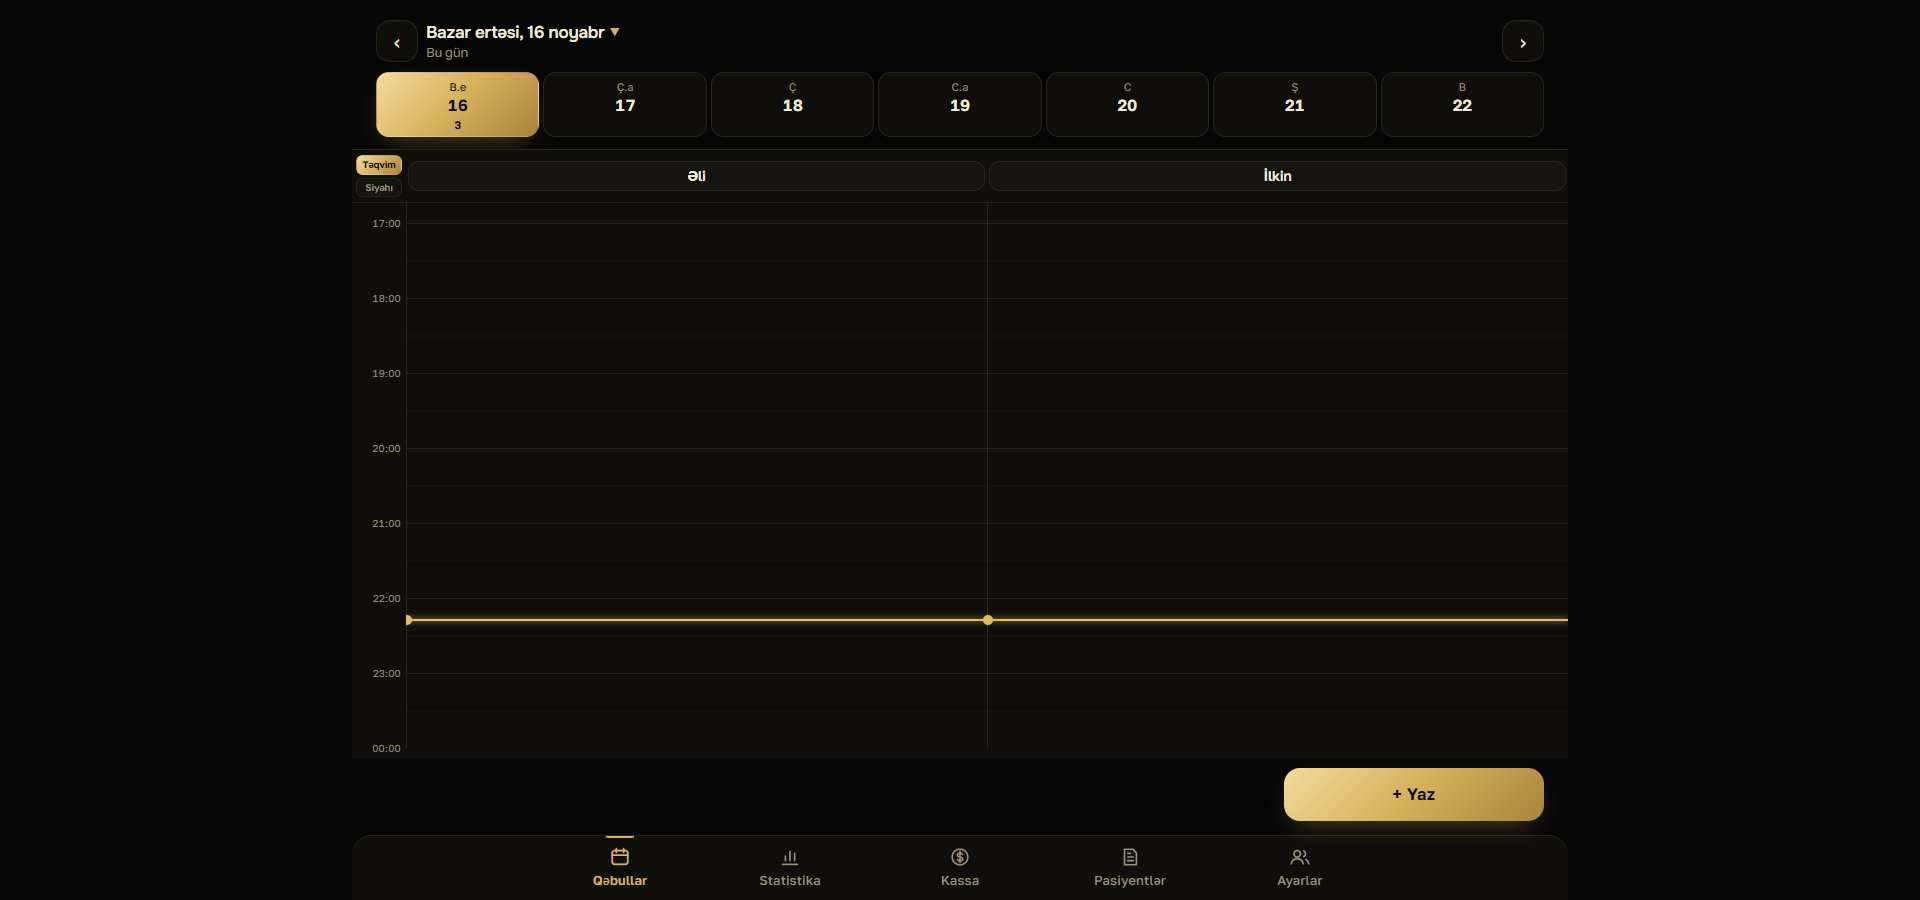 ‹
Bazar ertəsi, 16 noyabr ▼
Bu gün
›
B.e
16
3
Ç.a
17
Ç
18
C.a
19
C
20
Ş
21
B
22
Təqvim
Siyahı
Əli
İlkin
17:00
18:00
19:00
20:00
21:00
22:00
23:00
00:00
+ Yaz
Qəbullar
Statistika
Kassa
Pasiyentlər
Ayarlar